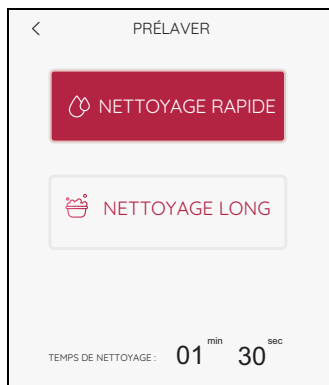 PRÉLAVER
NETTOYAGE RAPIDE
NETTOYAGE LONG
TEMPS DE NETTOYAGE : 01 min 30 sec